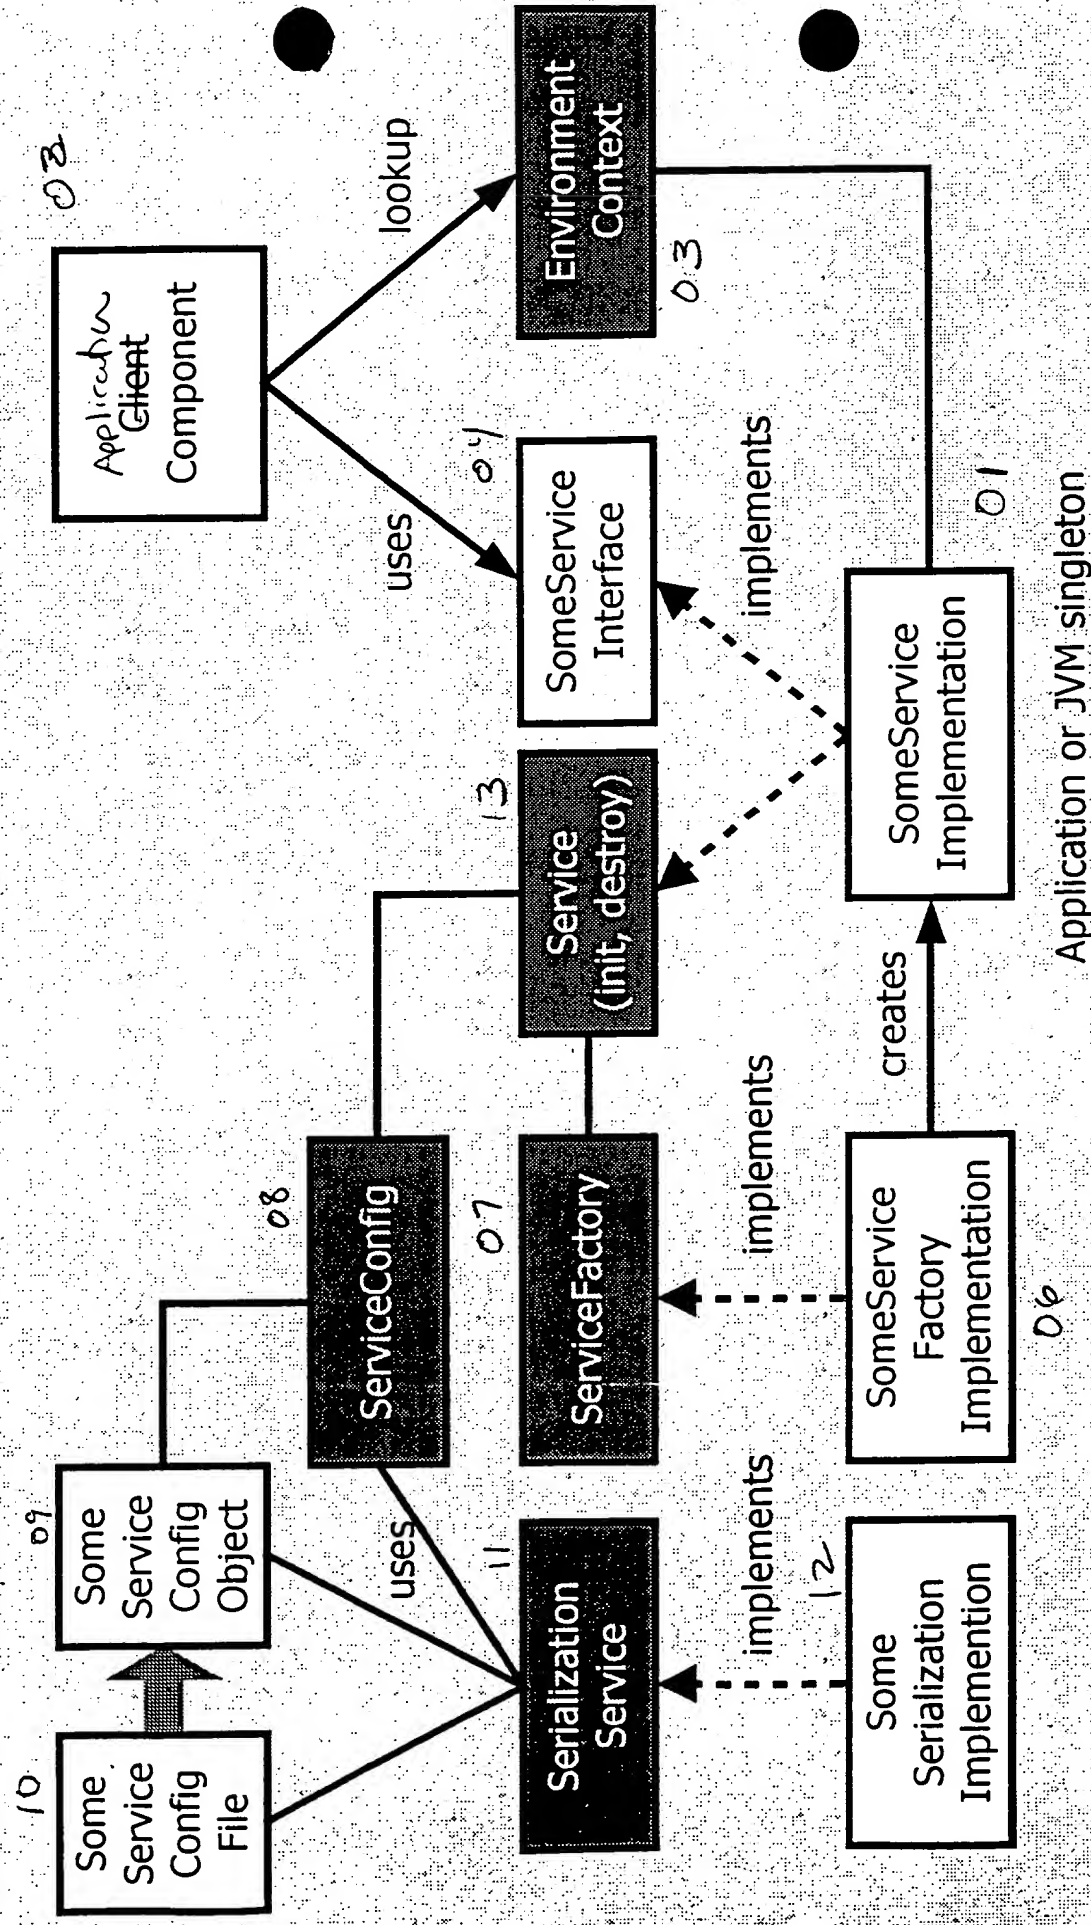 10
Some
Service
Config
File
09
Some
Service
Config
Object
Application
Client
Component
08
ServiceConfig
uses
uses
lookup
11
Serialization
Service
07
ServiceFactory
13
Service
(init, destroy)
04
SomeService
Interface
Environment
Context
03
implements
implements
implements
12
Some
Serialization
Implemention
SomeService
Factory
Implementation
06
creates
SomeService
Implementation
01
Application or JVM singleton